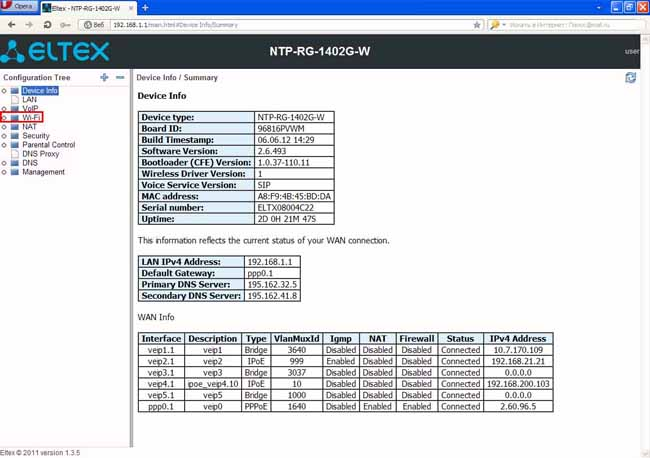 Opera
Eltex - NTP-RG-1402G-W
Веб
192.168.1.1/main.html#Device Info/Summary
Искать в Интернет: Поиск@mail.ru
ELTEX
NTP-RG-1402G-W
user
Configuration Tree
Device Info
LAN
VoIP
Wi-Fi
NAT
Security
Parental Control
DNS Proxy
DNS
Management
Device Info / Summary
Device Info
Device type: NTP-RG-1402G-W
Board ID: 96816PVWM
Build Timestamp: 06.06.12 14:29
Software Version: 2.6.493
Bootloader (CFE) Version: 1.0.37-110.11
Wireless Driver Version: 1
Voice Service Version: SIP
MAC address: A8:F9:4B:45:BD:DA
Serial number: ELTX08004C22
Uptime: 2D 0H 21M 47S
This information reflects the current status of your WAN connection.
LAN IPv4 Address: 192.168.1.1
Default Gateway: ppp0.1
Primary DNS Server: 195.162.32.5
Secondary DNS Server: 195.162.41.8
WAN Info
Interface Description Type VlanMuxId Igmp NAT Firewall Status IPv4 Address
veip1.1 veip1 Bridge 3640 Disabled Disabled Disabled Connected 10.7.170.109
veip2.1 veip2 IPoE 999 Enabled Disabled Disabled Connected 192.168.21.21
veip3.1 veip3 Bridge 3037 Disabled Disabled Disabled Connected 0.0.0.0
veip4.1 ipoe_veip4.10 IPoE 10 Disabled Disabled Disabled Connected 192.168.200.103
veip5.1 veip5 Bridge 1000 Disabled Disabled Disabled Connected 0.0.0.0
ppp0.1 veip0 PPPoE 1640 Disabled Enabled Enabled Connected 2.60.96.5
Eltex © 2011 version 1.3.5